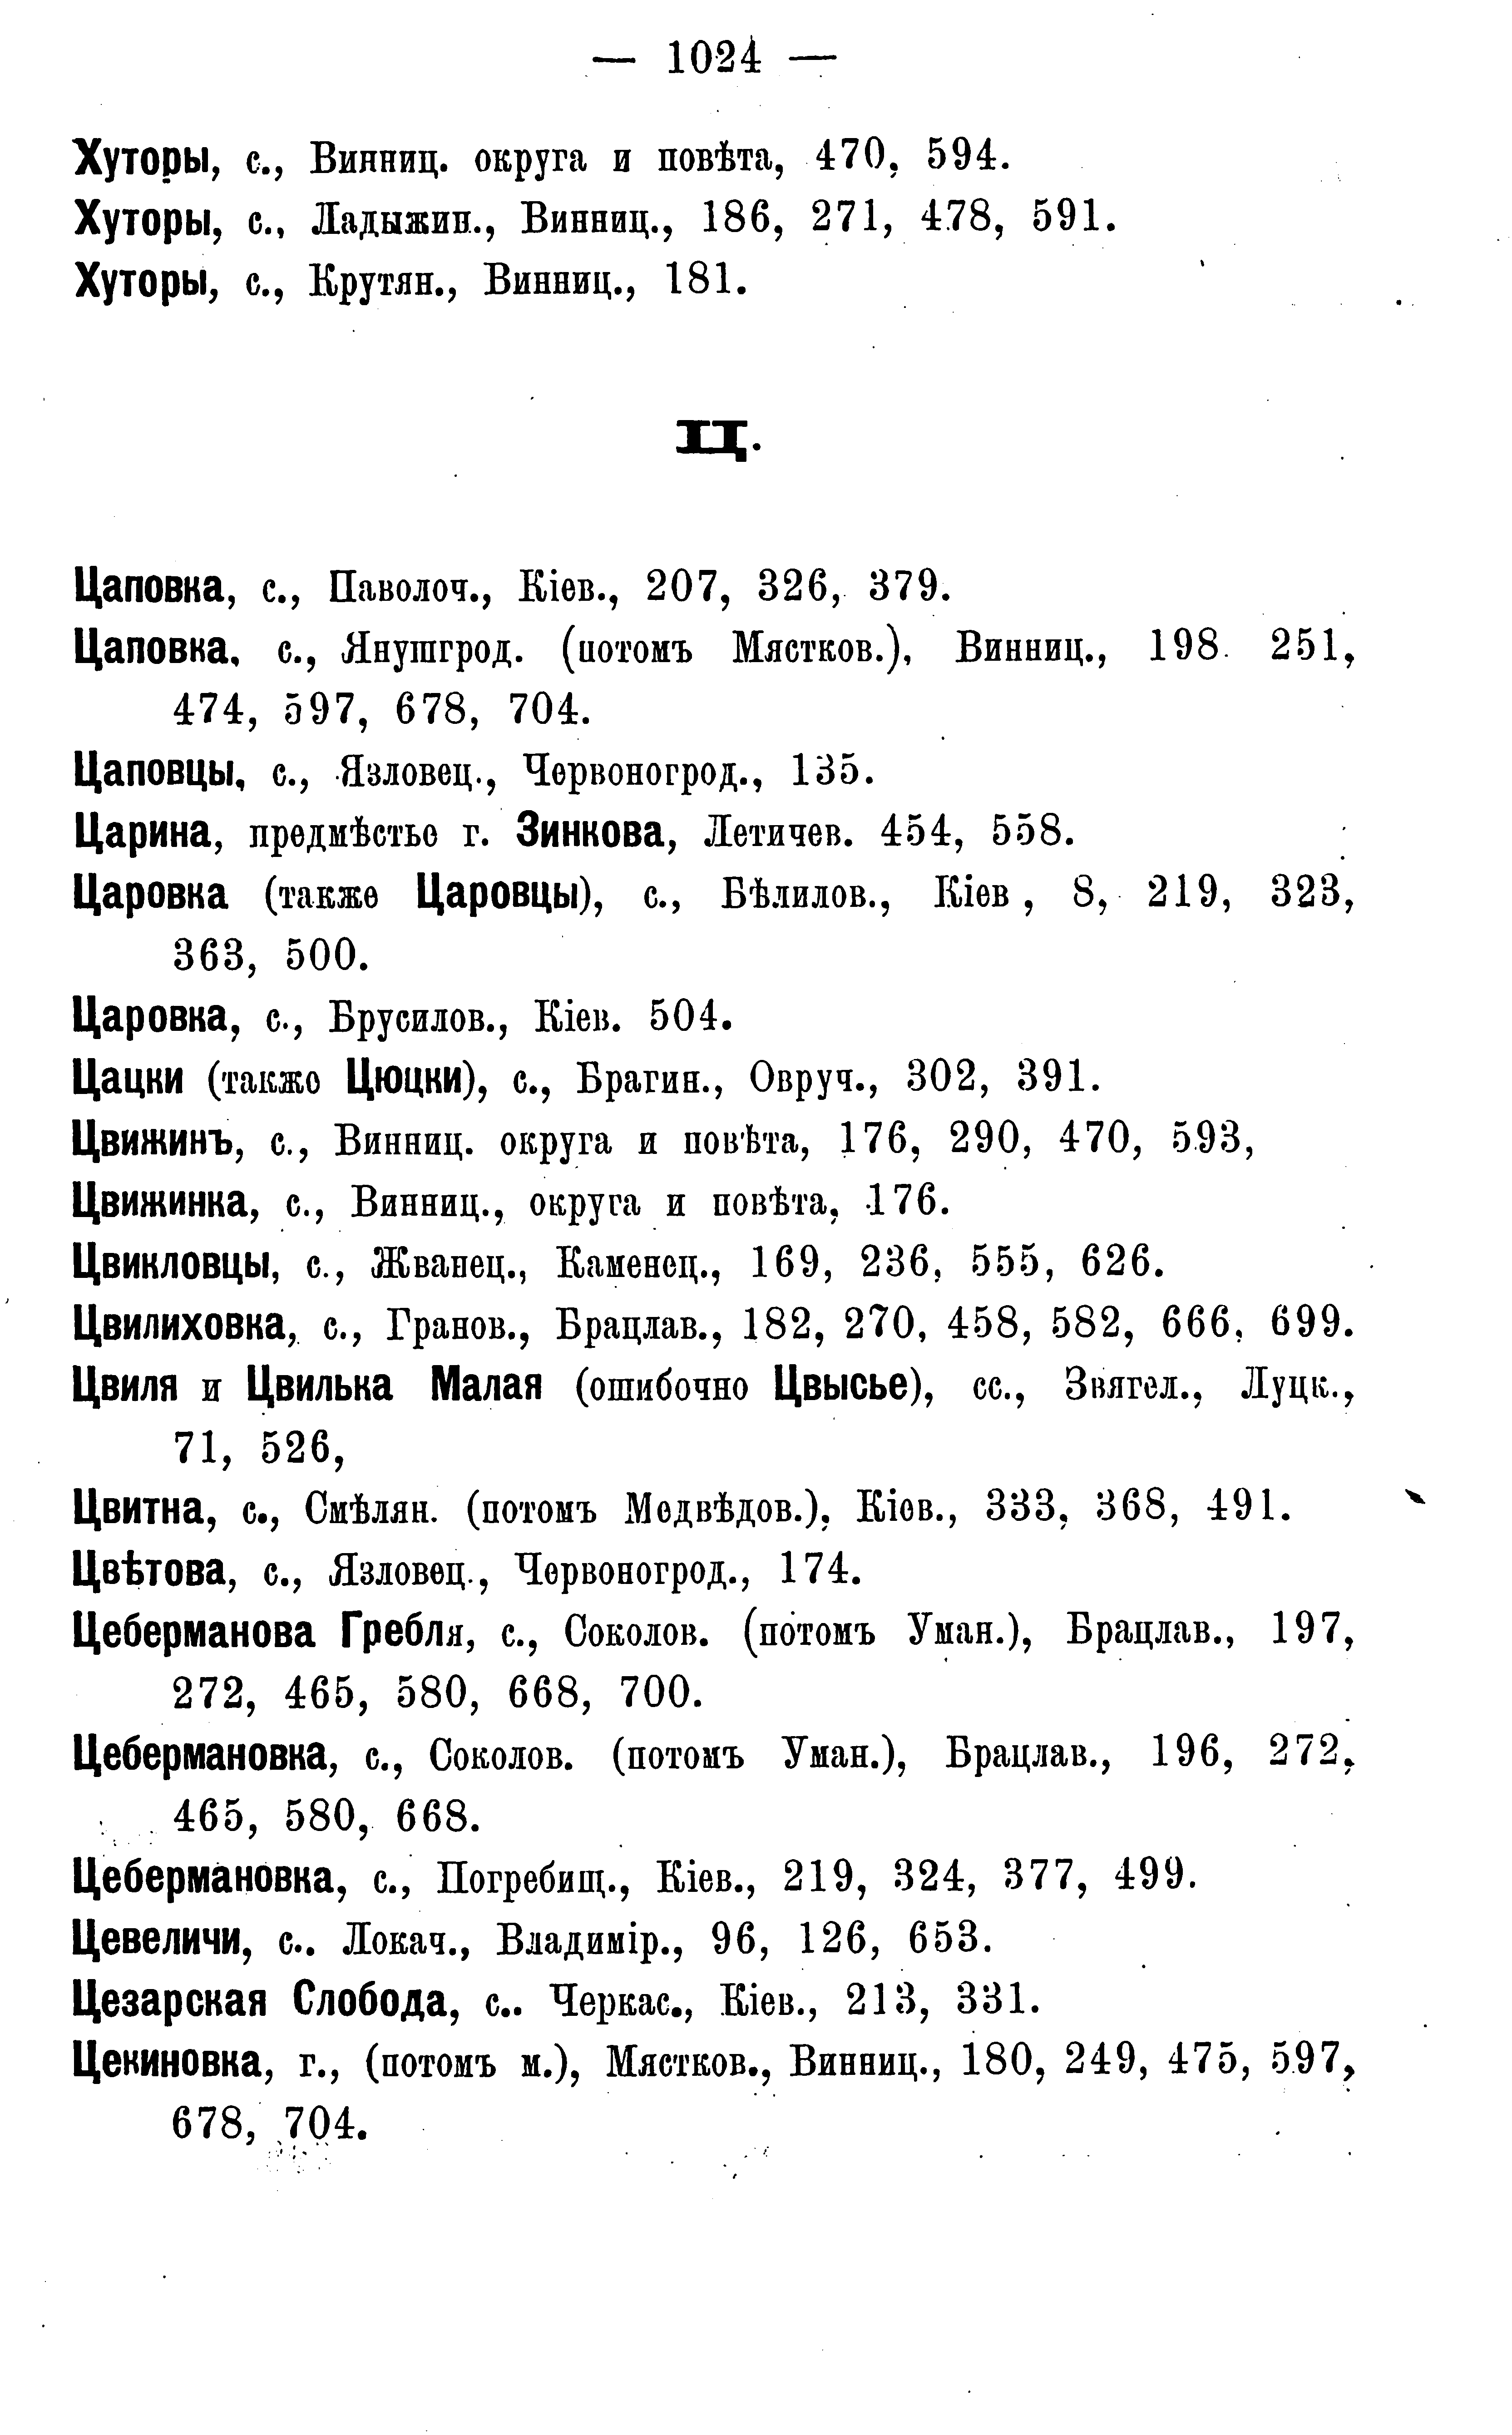 — 1024 —
Хуторы, с., Винниц. округа и повѣта, 470, 594.
Хуторы, с., Ладыжин., Винниц., 186, 271, 478, 591.
Хуторы, с., Крутян., Винниц., 181.
Ц.
Цаповка, с., Паволоч., Кіев., 207, 326, 379.
Цаповка, с., Янушгрод. (потомъ Мястков.), Винниц., 198. 251,
474, 597, 678, 704.
Цаповцы, с., Язловец., Червоногрод., 135.
Царина, предмѣстье г. Зинкова, Летичев. 454, 558.
Царовка (также Царовцы), с., Бѣлилов., Кіев , 8, 219, 323,
363, 500.
Царовка, с., Брусилов., Кіев. 504.
Цацки (также Цюцки), с., Брагин., Овруч., 302, 391.
Цвижинъ, с., Винниц. округа и повѣта, 176, 290, 470, 593,
Цвижинка, с., Винниц., округа и повѣта, 176.
Цвикловцы, с., Жванец., Каменец., 169, 236, 555, 626.
Цвилиховка, с., Гранов., Брацлав., 182, 270, 458, 582, 666, 699.
Цвиля и Цвилька Малая (ошибочно Цвысье), сс., Звягел., Луцк.,
71, 526,
Цвитна, с., Смѣлян. (потомъ Медвѣдов.), Кіев., 333, 368, 491.
Цвѣтова, с., Язловец., Червоногрод., 174.
Цеберманова Гребля, с., Соколов. (потомъ Уман.), Брацлав., 197,
272, 465, 580, 668, 700.
Цебермановка, с., Соколов. (потомъ Уман.), Брацлав., 196, 272,
465, 580, 668.
Цебермановка, с., Погребищ., Кіев., 219, 324, 377, 499.
Цевеличи, с.. Локач., Владимір., 96, 126, 653.
Цезарская Слобода, с.. Черкас., Кіев., 213, 331.
Цекиновка, г., (потомъ м.), Мястков., Винниц., 180, 249, 475, 597,
678, 704.